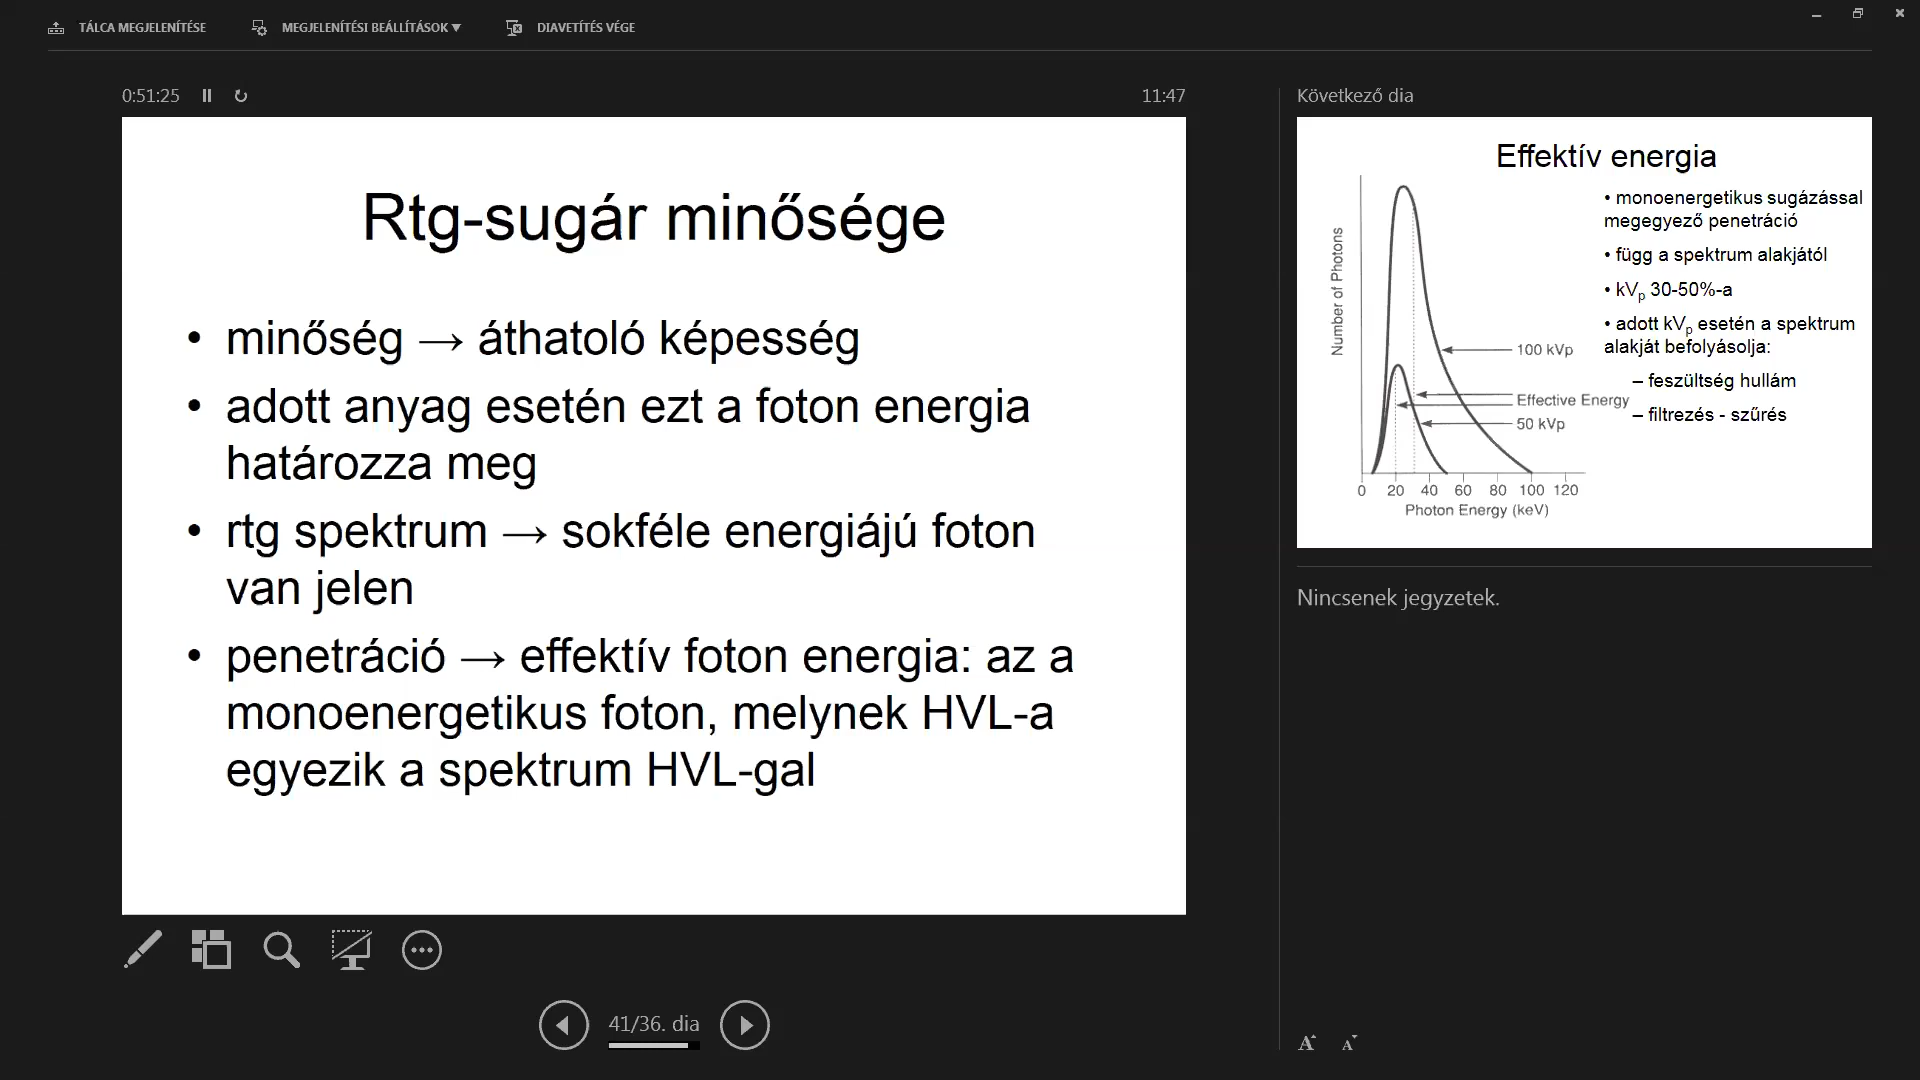 TÁLCA MEGJELENÍTÉSE
MEGJELENÍTÉSI BEÁLLÍTÁSOK
DIAVETÍTÉS VÉGE
0:51:25
11:47
Rtg-sugár minősége
• minőség → áthatoló képesség
• adott anyag esetén ezt a foton energia
határozza meg
• rtg spektrum → sokféle energiájú foton
van jelen
• penetráció → effektív foton energia: az a
monoenergetikus foton, melynek HVL-a
egyezik a spektrum HVL-gal
41/36. dia
Következő dia
Effektív energia
• monoenergetikus sugázással
megegyező penetráció
• függ a spektrum alakjától
• kVp 30-50%-a
• adott kVp esetén a spektrum
alakját befolyásolja:
– feszültség hullám
– filtrezés - szűrés
Number of Photons
100 kVp
Effective Energy
50 kVp
0 20 40 60 80 100 120
Photon Energy (keV)
Nincsenek jegyzetek.
A A